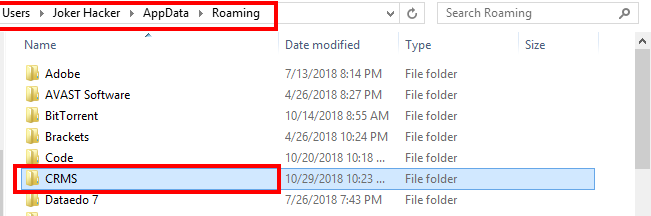 Users Joker Hacker AppData Roaming Search Roaming
Name Date modified Type Size
Adobe 7/13/2018 8:14 PM File folder
AVAST Software 4/26/2018 8:27 PM File folder
BitTorrent 10/14/2018 8:55 AM File folder
Brackets 4/26/2018 10:24 PM File folder
Code 10/20/2018 10:18 ... File folder
CRMS 10/29/2018 10:23 ... File folder
Dataedo 7 7/26/2018 7:43 PM File folder